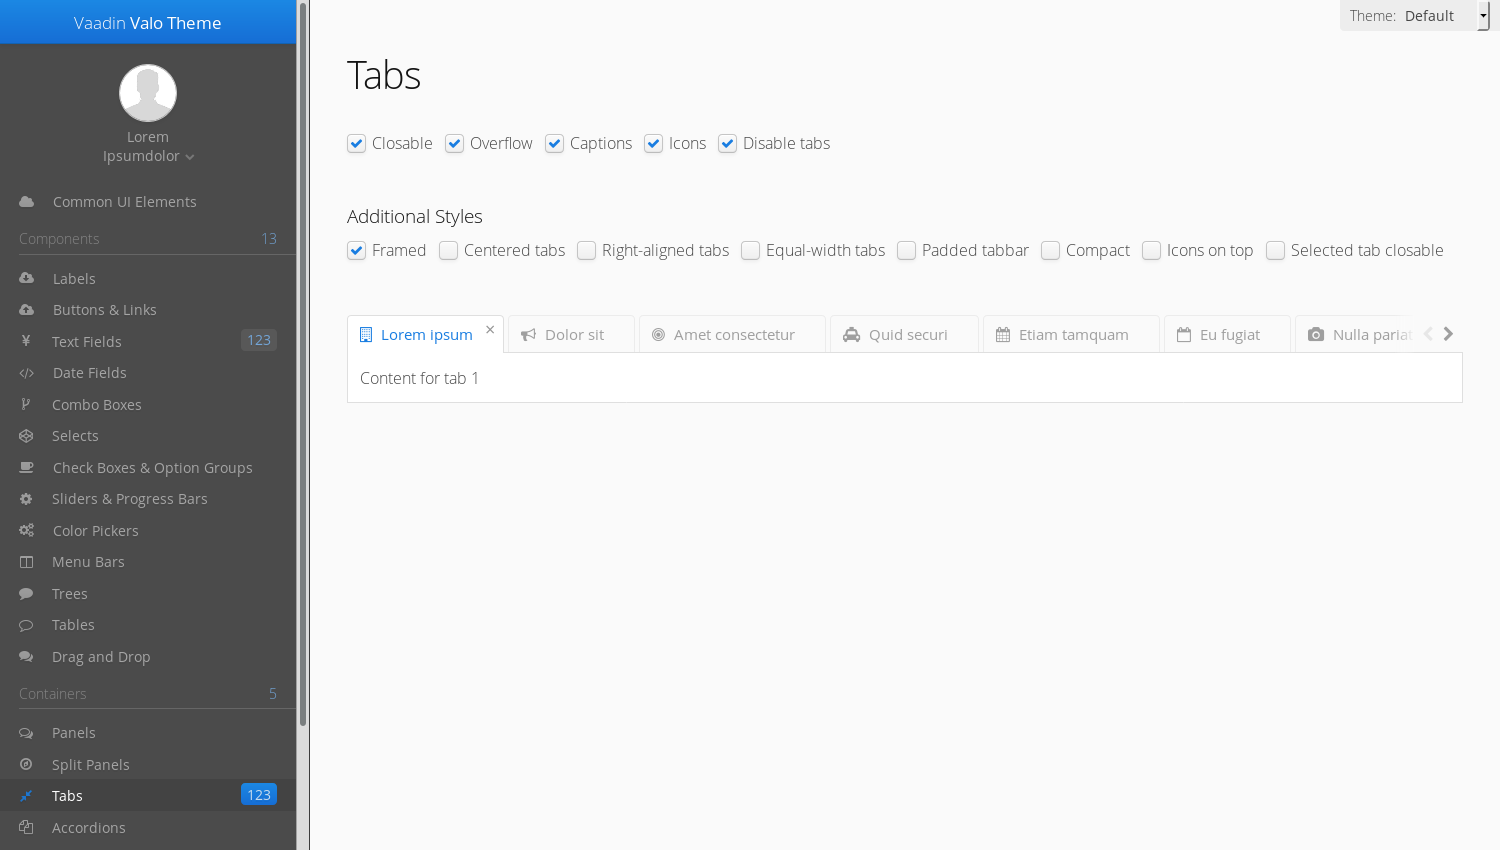 Vaadin Valo Theme
Lorem
Ipsumdolor
Common UI Elements
Components 13
Labels
Buttons & Links
Text Fields 123
Date Fields
Combo Boxes
Selects
Check Boxes & Option Groups
Sliders & Progress Bars
Color Pickers
Menu Bars
Trees
Tables
Drag and Drop
Containers 5
Panels
Split Panels
Tabs 123
Accordions
Theme: Default
Tabs
Closable Overflow Captions Icons Disable tabs
Additional Styles
Framed Centered tabs Right-aligned tabs Equal-width tabs Padded tabbar Compact Icons on top Selected tab closable
Lorem ipsum Dolor sit Amet consectetur Quid securi Etiam tamquam Eu fugiat Nulla pariat
Content for tab 1